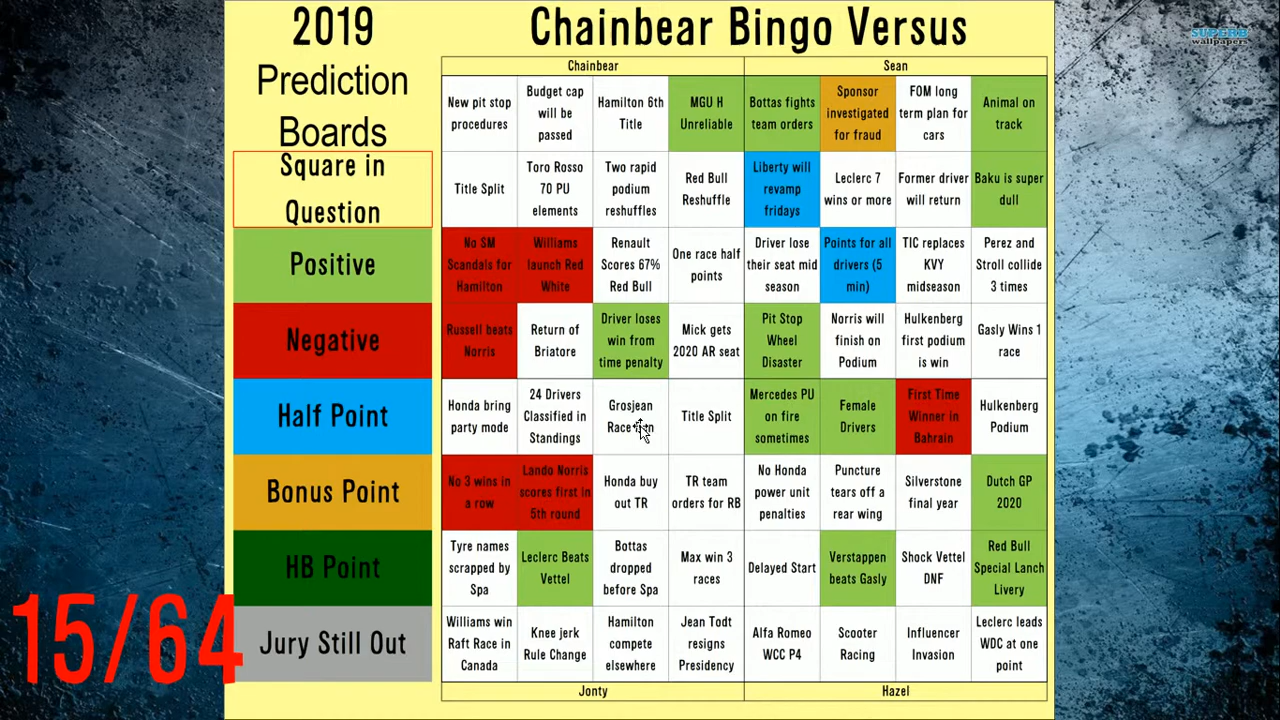 2019
Prediction
Boards
Square in
Question
Positive
Negative
Half Point
Bonus Point
HB Point
Jury Still Out
15/64
Chainbear Bingo Versus
SUPERB
wallpapers
Chainbear
Sean
New pit stop
procedures
Budget cap
will be
passed
Hamilton 6th
Title
MGU H
Unreliable
Bottas fights
team orders
Sponsor
investigated
for fraud
FOM long
term plan for
cars
Animal on
track
Title Split
Toro Rosso
70 PU
elements
Two rapid
podium
reshuffles
Red Bull
Reshuffle
Liberty will
revamp
fridays
Leclerc 7
wins or more
Former driver
will return
Baku is super
dull
No SM
Scandals for
Hamilton
Williams
launch Red
White
Renault
Scores 67%
Red Bull
One race half
points
Driver lose
their seat mid
season
Points for all
drivers (5
min)
TIC replaces
KVY
midseason
Perez and
Stroll collide
3 times
Russell beats
Norris
Return of
Briatore
Driver loses
win from
time penalty
Mick gets
2020 AR seat
Pit Stop
Wheel
Disaster
Norris will
finish on
Podium
Hulkenberg
first podium
is win
Gasly Wins 1
race
Honda bring
party mode
24 Drivers
Classified in
Standings
Grosjean
Race
Title Split
Mercedes PU
on fire
sometimes
Female
Drivers
First Time
Winner in
Bahrain
Hulkenberg
Podium
No 3 wins in
a row
Lando Norris
scores first in
5th round
Honda buy
out TR
TR team
orders for RB
No Honda
power unit
penalties
Puncture
tears off a
rear wing
Silverstone
final year
Dutch GP
2020
Tyre names
scrapped by
Spa
Leclerc Beats
Vettel
Bottas
dropped
before Spa
Max win 3
races
Delayed Start
Verstappen
beats Gasly
Shock Vettel
DNF
Red Bull
Special Lanch
Livery
Williams win
Raft Race in
Canada
Knee jerk
Rule Change
Hamilton
compete
elsewhere
Jean Todt
resigns
Presidency
Alfa Romeo
WCC P4
Scooter
Racing
Influencer
Invasion
Leclerc leads
WDC at one
point
Jonty
Hazel